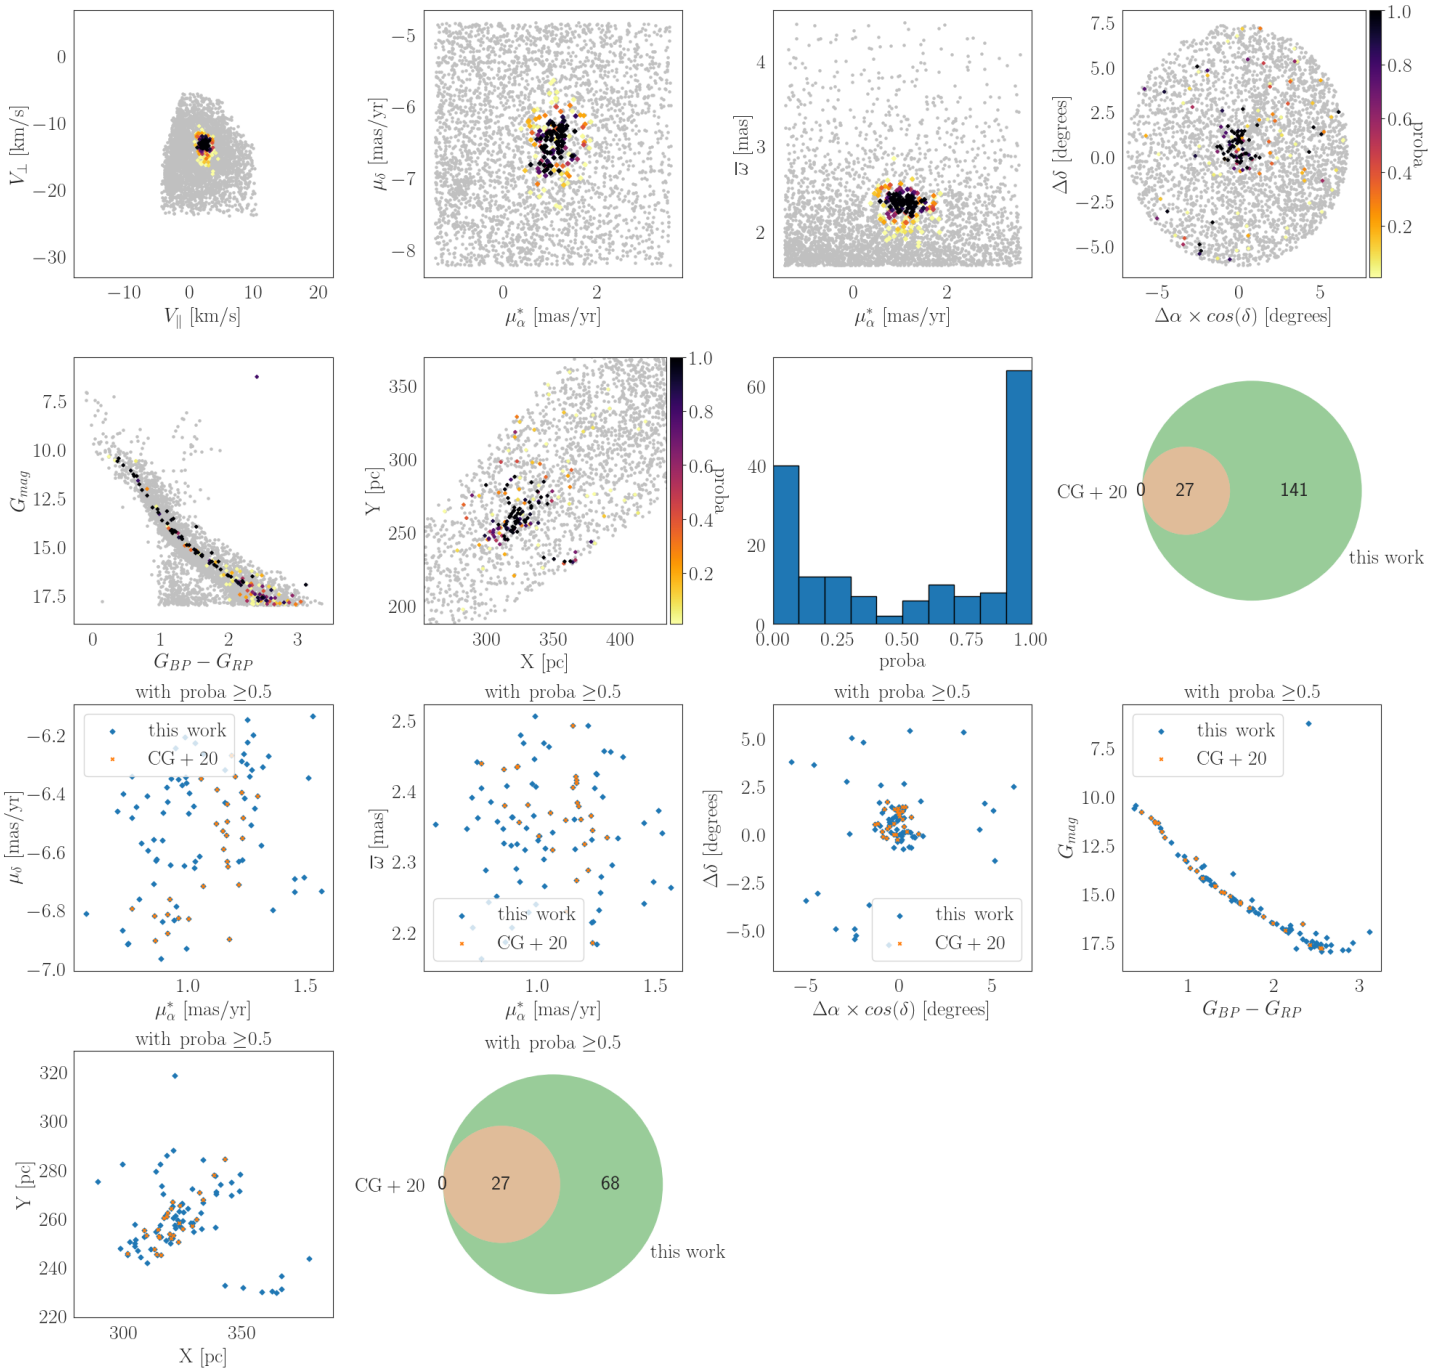 0
−10
−20
−30
V⊥ [km/s]
−10 0 10 20
V∥ [km/s]
−5
−6
−7
−8
μδ [mas/yr]
0 2
μα* [mas/yr]
4
3
2
ϖ [mas]
0 2
μα* [mas/yr]
7.5
5.0
2.5
0.0
−2.5
−5.0
Δδ [degrees]
−5 0 5
Δα × cos(δ) [degrees]
1.0
0.8
0.6
0.4
0.2
proba
7.5
10.0
12.5
15.0
17.5
Gmag
0 1 2 3
GBP − GRP
350
300
250
200
Y [pc]
300 350 400
X [pc]
1.0
0.8
0.6
0.4
0.2
proba
60
40
20
0
0.00 0.25 0.50 0.75 1.00
proba
CG + 20 0 27 141
this work
with proba ≥0.5
this work
CG + 20
−6.2
−6.4
−6.6
−6.8
−7.0
μδ [mas/yr]
1.0 1.5
μα* [mas/yr]
with proba ≥0.5
2.5
2.4
2.3
2.2
ϖ [mas]
this work
CG + 20
1.0 1.5
μα* [mas/yr]
with proba ≥0.5
5.0
2.5
0.0
−2.5
−5.0
Δδ [degrees]
this work
CG + 20
−5 0 5
Δα × cos(δ) [degrees]
with proba ≥0.5
this work
CG + 20
7.5
10.0
12.5
15.0
17.5
Gmag
1 2 3
GBP − GRP
with proba ≥0.5
320
300
280
260
240
220
Y [pc]
300 350
X [pc]
with proba ≥0.5
CG + 20 0 27 68
this work